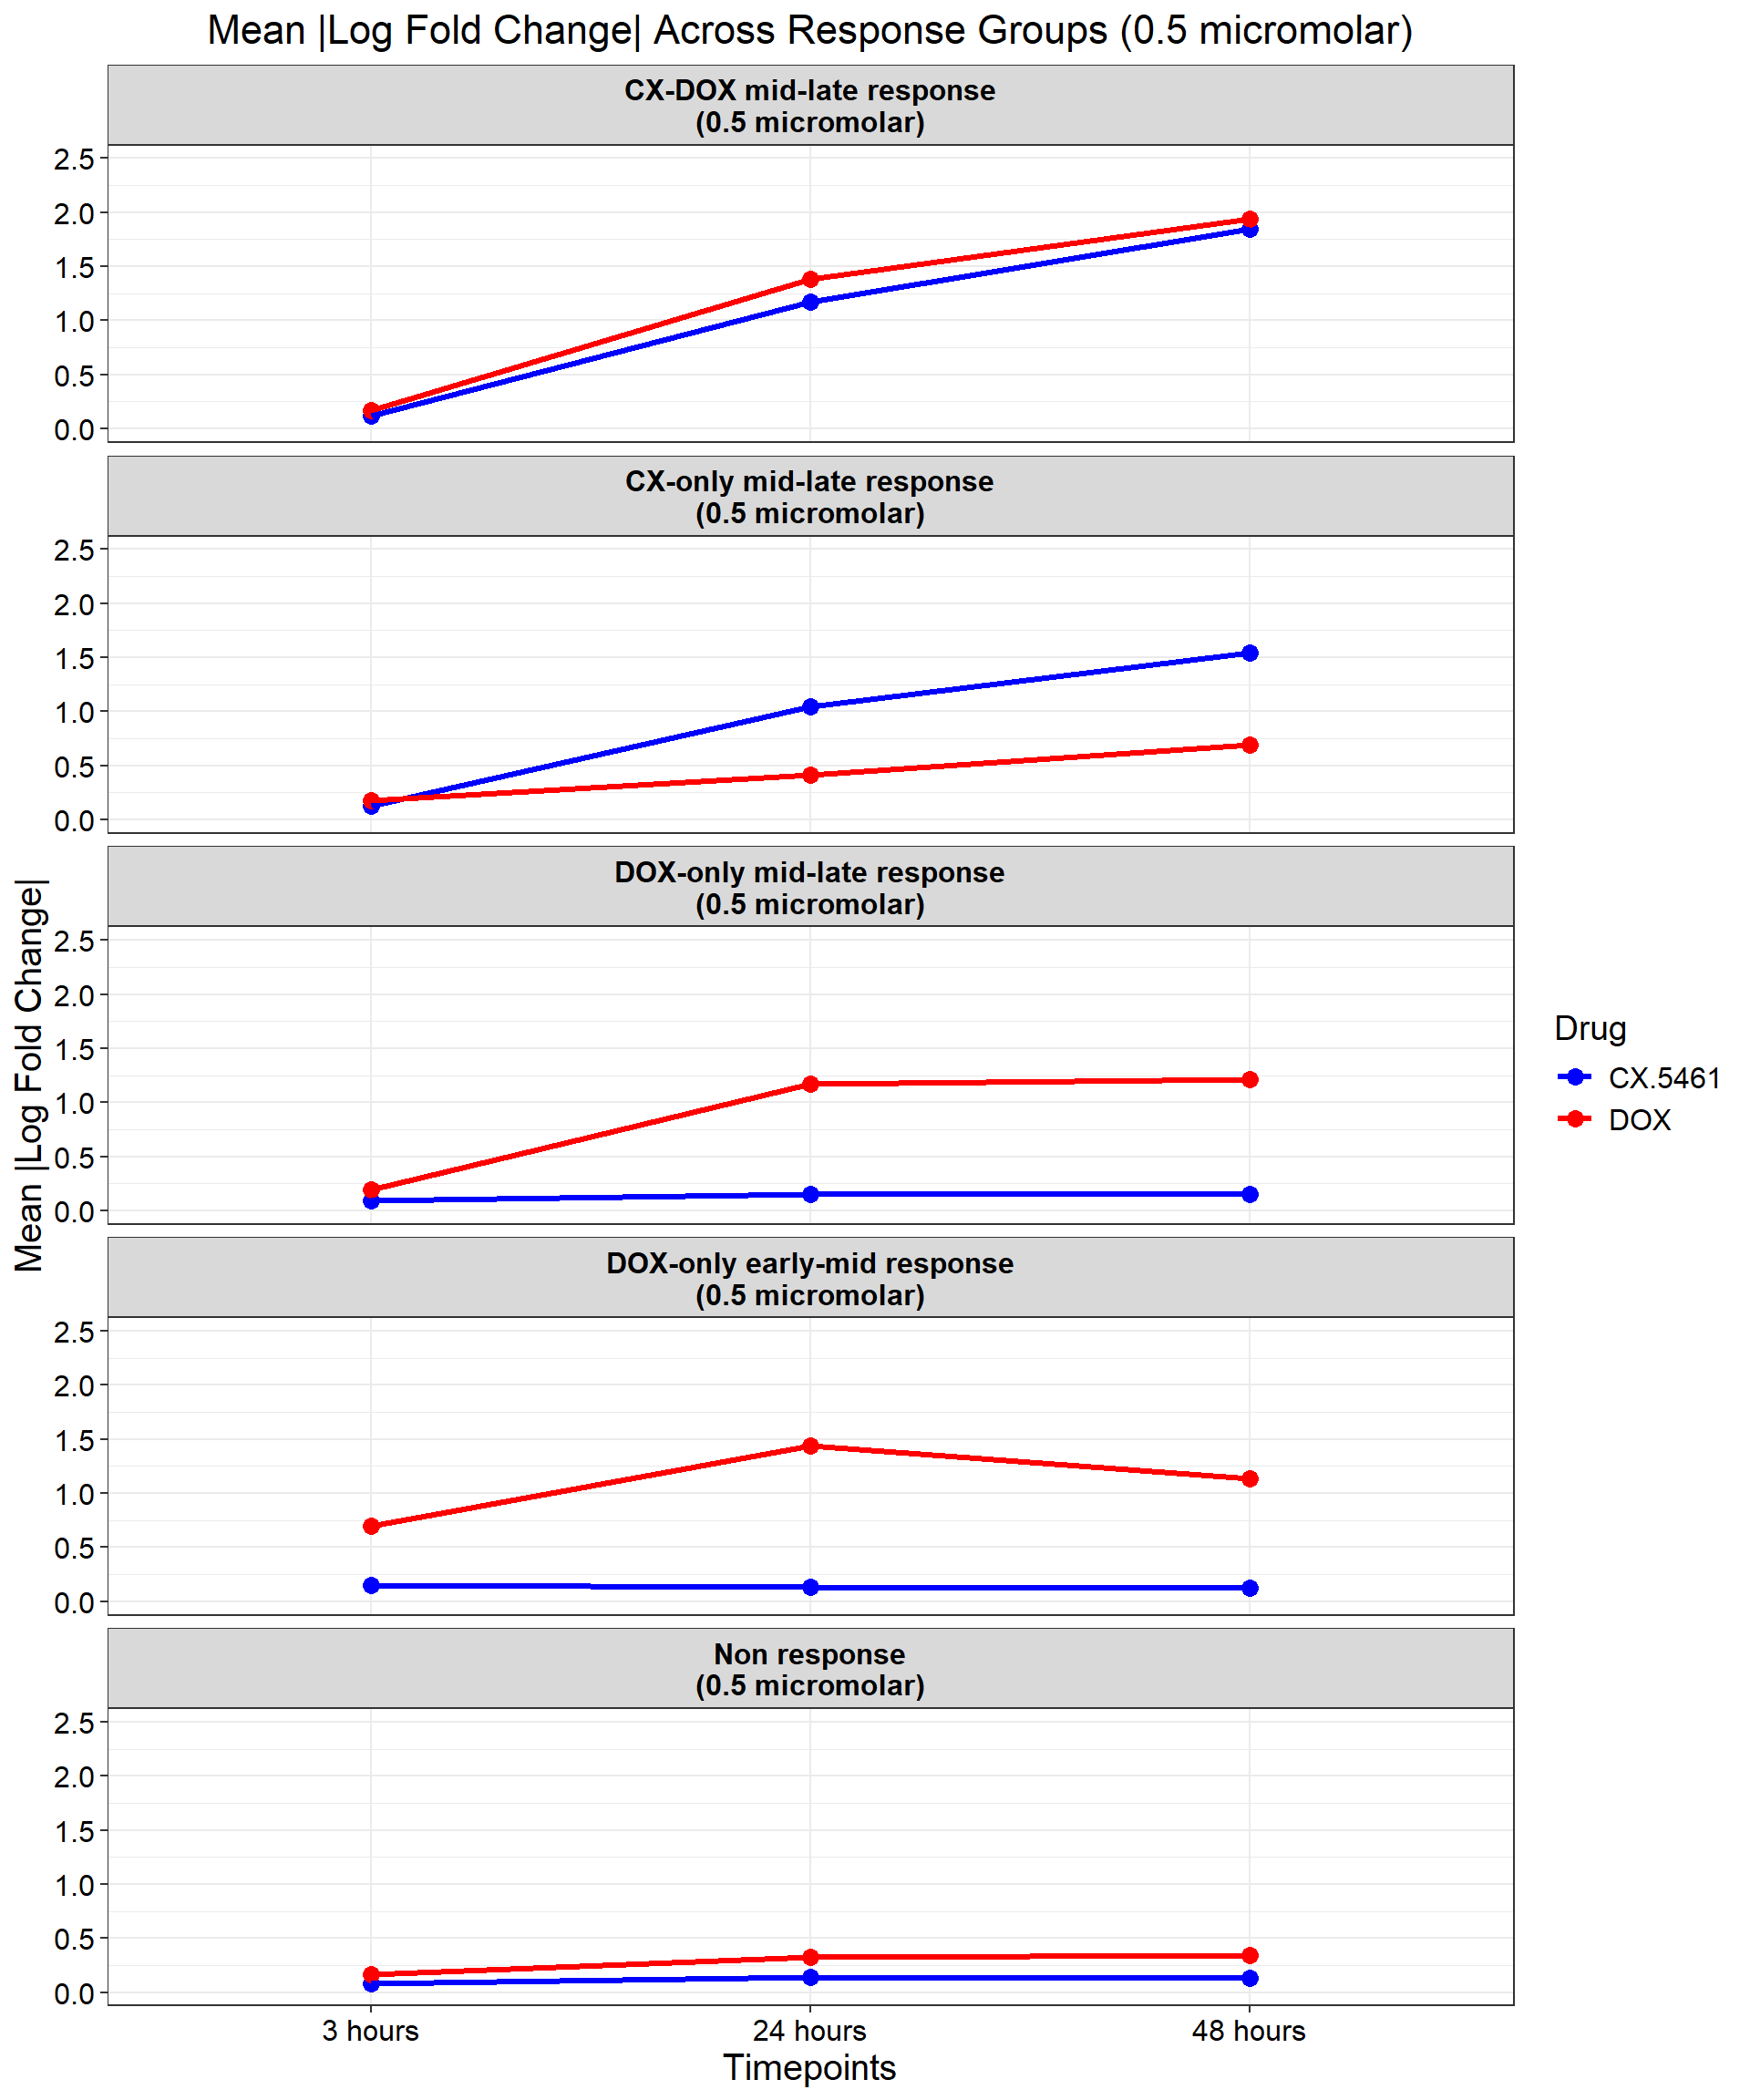 Mean |Log Fold Change| Across Response Groups (0.5 micromolar)
CX-DOX mid-late response
(0.5 micromolar)
2.5
2.0
1.5
1.0
0.5
0.0
CX-only mid-late response
(0.5 micromolar)
2.5
2.0
1.5
1.0
0.5
0.0
DOX-only mid-late response
(0.5 micromolar)
2.5
2.0
1.5
1.0
0.5
0.0
DOX-only early-mid response
(0.5 micromolar)
2.5
2.0
1.5
1.0
0.5
0.0
Non response
(0.5 micromolar)
2.5
2.0
1.5
1.0
0.5
0.0
3 hours
24 hours
48 hours
Timepoints
Mean |Log Fold Change|
Drug
CX.5461
DOX